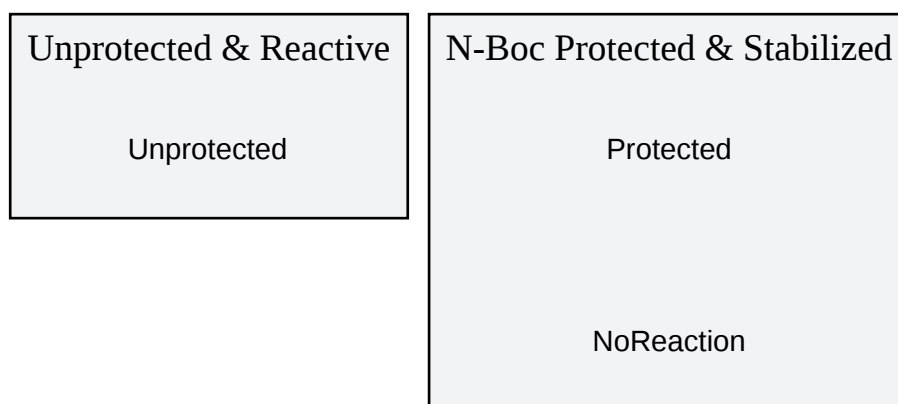 Unprotected & Reactive
Unprotected
N-Boc Protected & Stabilized
Protected
NoReaction